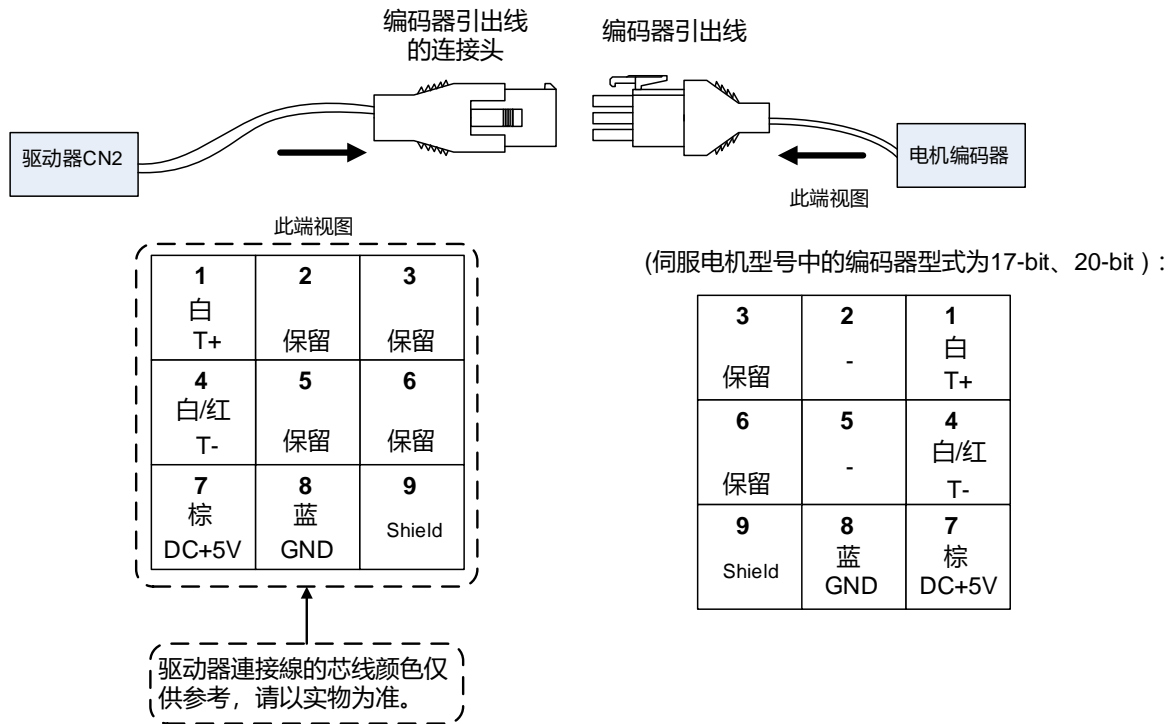 编码器引出线
的连接头
编码器引出线
驱动器CN2
电机编码器
此端视图
此端视图
(伺服电机型号中的编码器型式为17-bit、20-bit）:
1 2 3
白
T+ 保留 保留
4 5 6
白/红
T- 保留 保留
7 8 9
棕 蓝 Shield
DC+5V GND
3 2 1
保留 - 白
T+
6 5 4
保留 - 白/红
T-
9 8 7
Shield 蓝 棕
GND DC+5V
驱动器連接線的芯线颜色仅
供参考，请以实物为准。